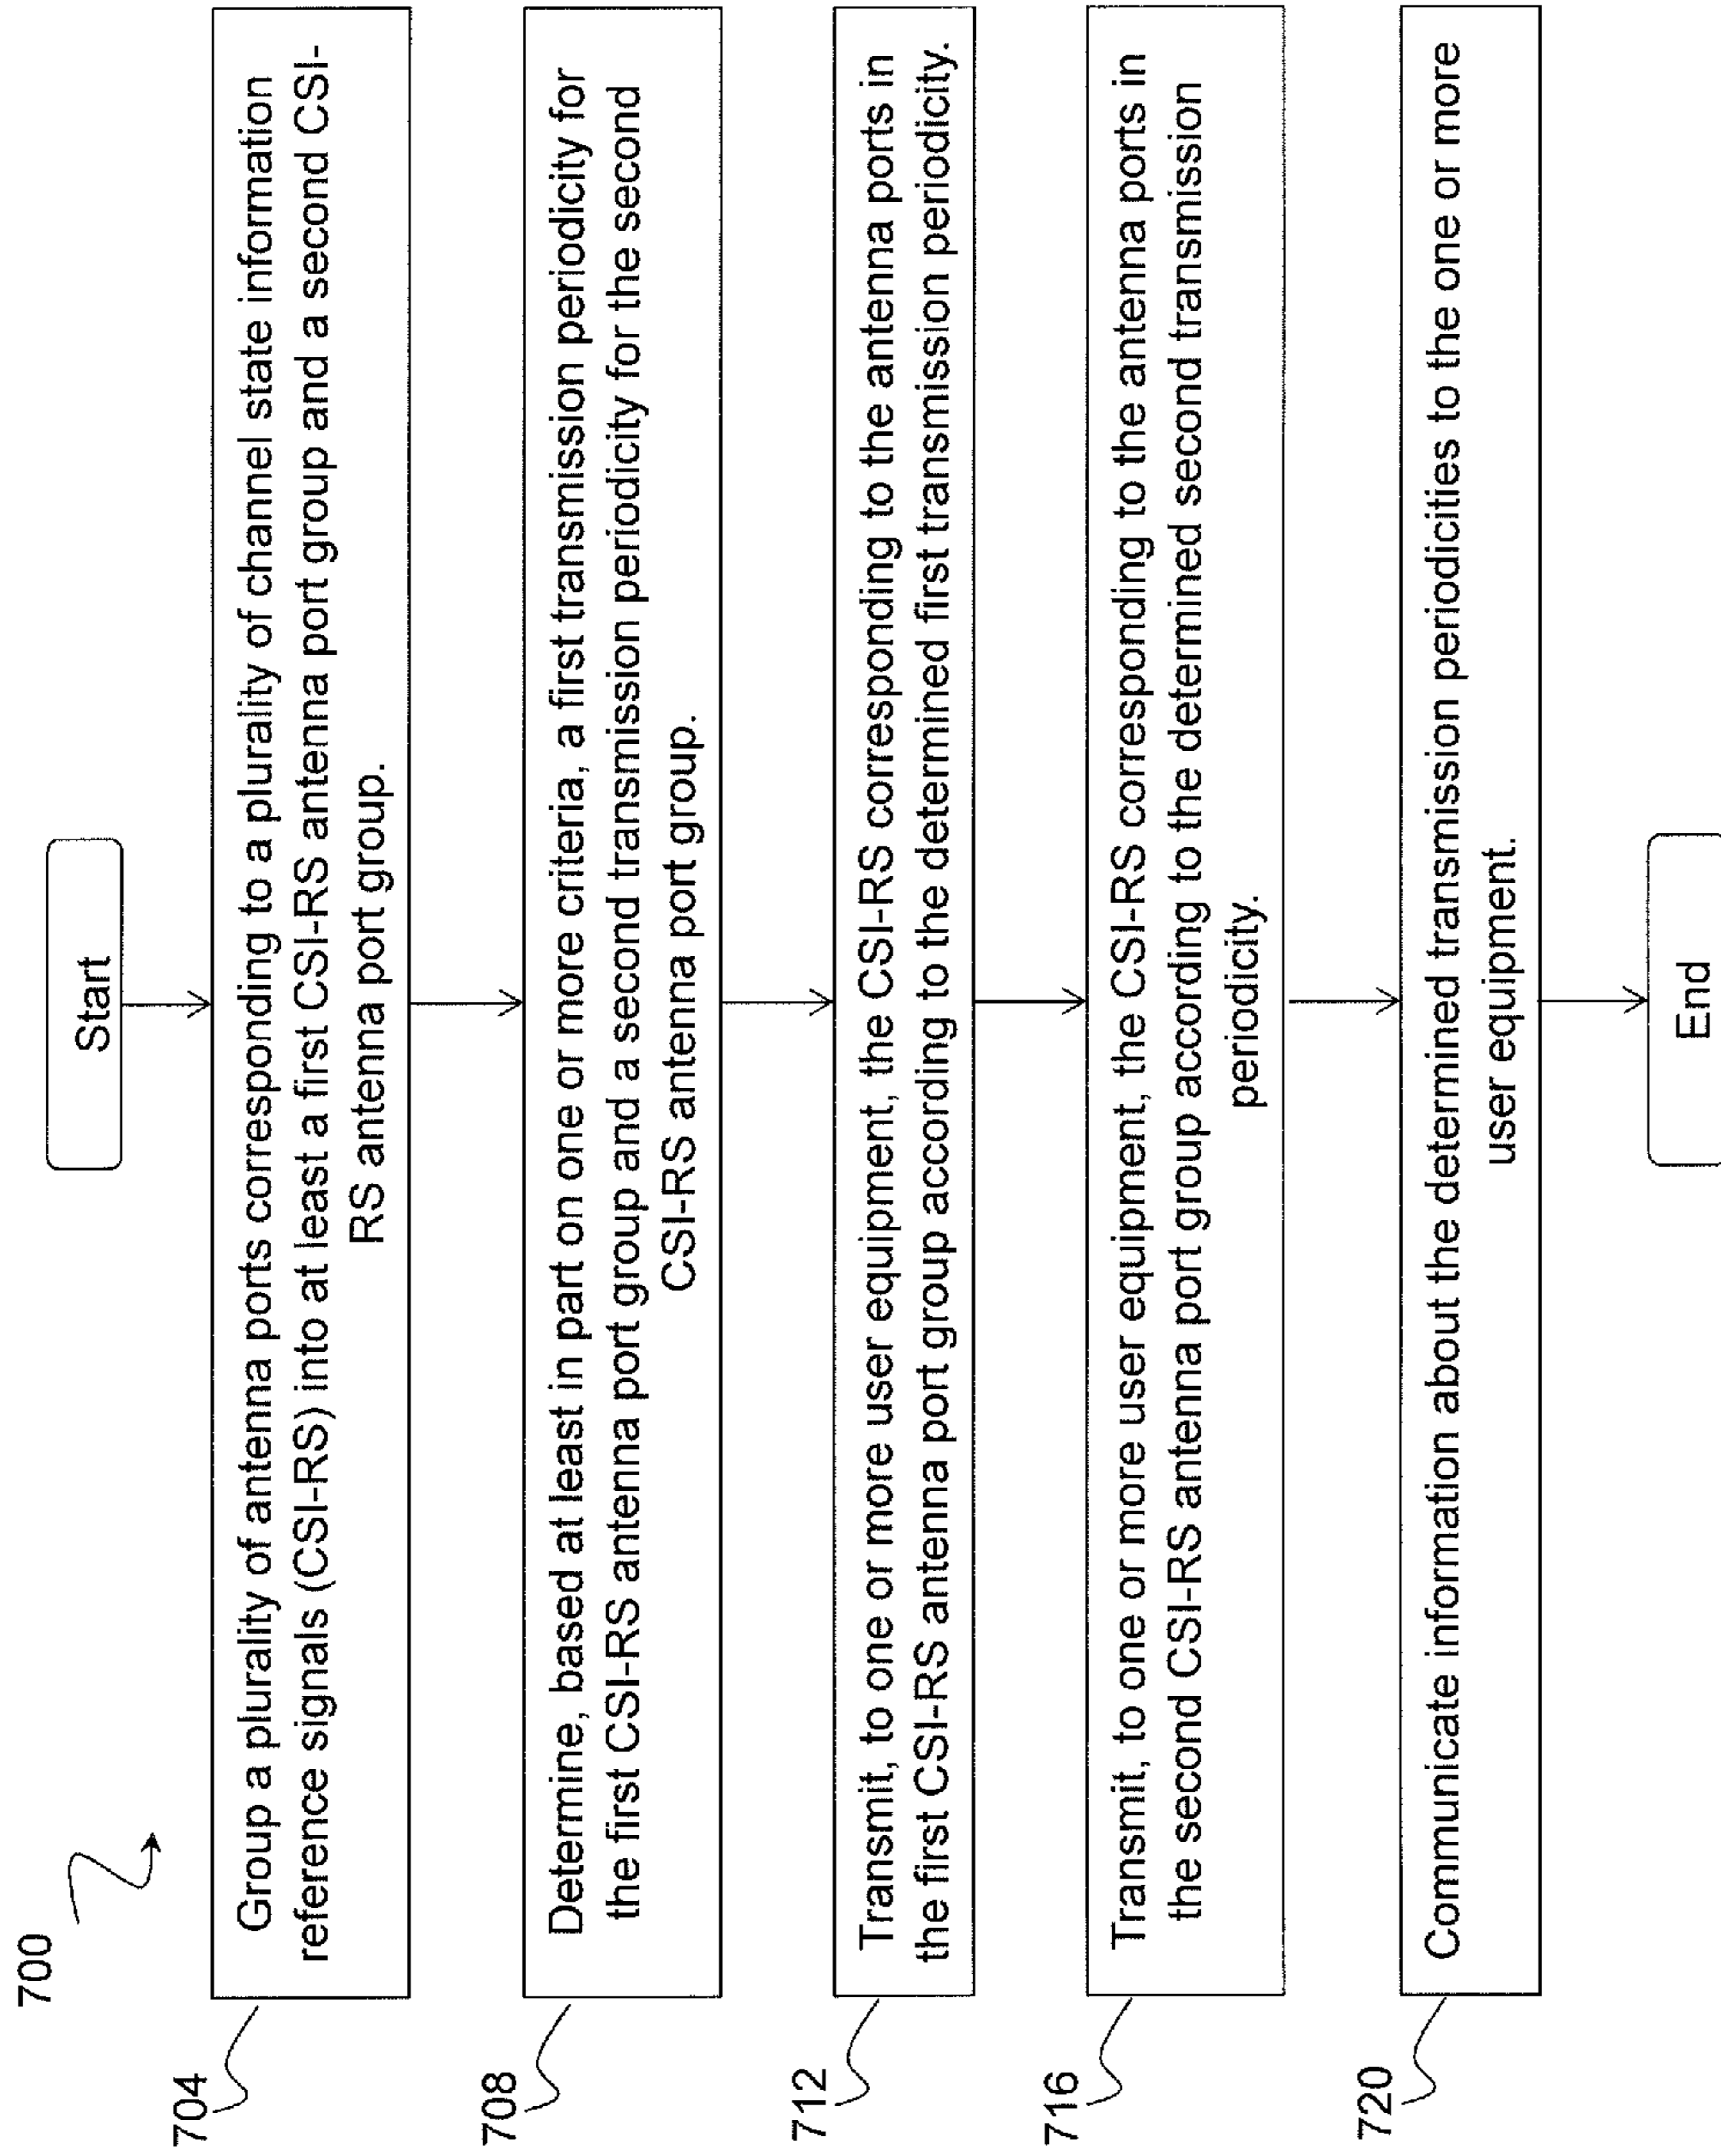 700
Start
704
Group a plurality of antenna ports corresponding to a plurality of channel state information
reference signals (CSI-RS) into at least a first CSI-RS antenna port group and a second CSI-
RS antenna port group.
708
Determine, based at least in part on one or more criteria, a first transmission periodicity for
the first CSI-RS antenna port group and a second transmission periodicity for the second
CSI-RS antenna port group.
712
Transmit, to one or more user equipment, the CSI-RS corresponding to the antenna ports in
the first CSI-RS antenna port group according to the determined first transmission periodicity.
716
Transmit, to one or more user equipment, the CSI-RS corresponding to the antenna ports in
the second CSI-RS antenna port group according to the determined second transmission
periodicity.
720
Communicate information about the determined transmission periodicities to the one or more
user equipment.
End